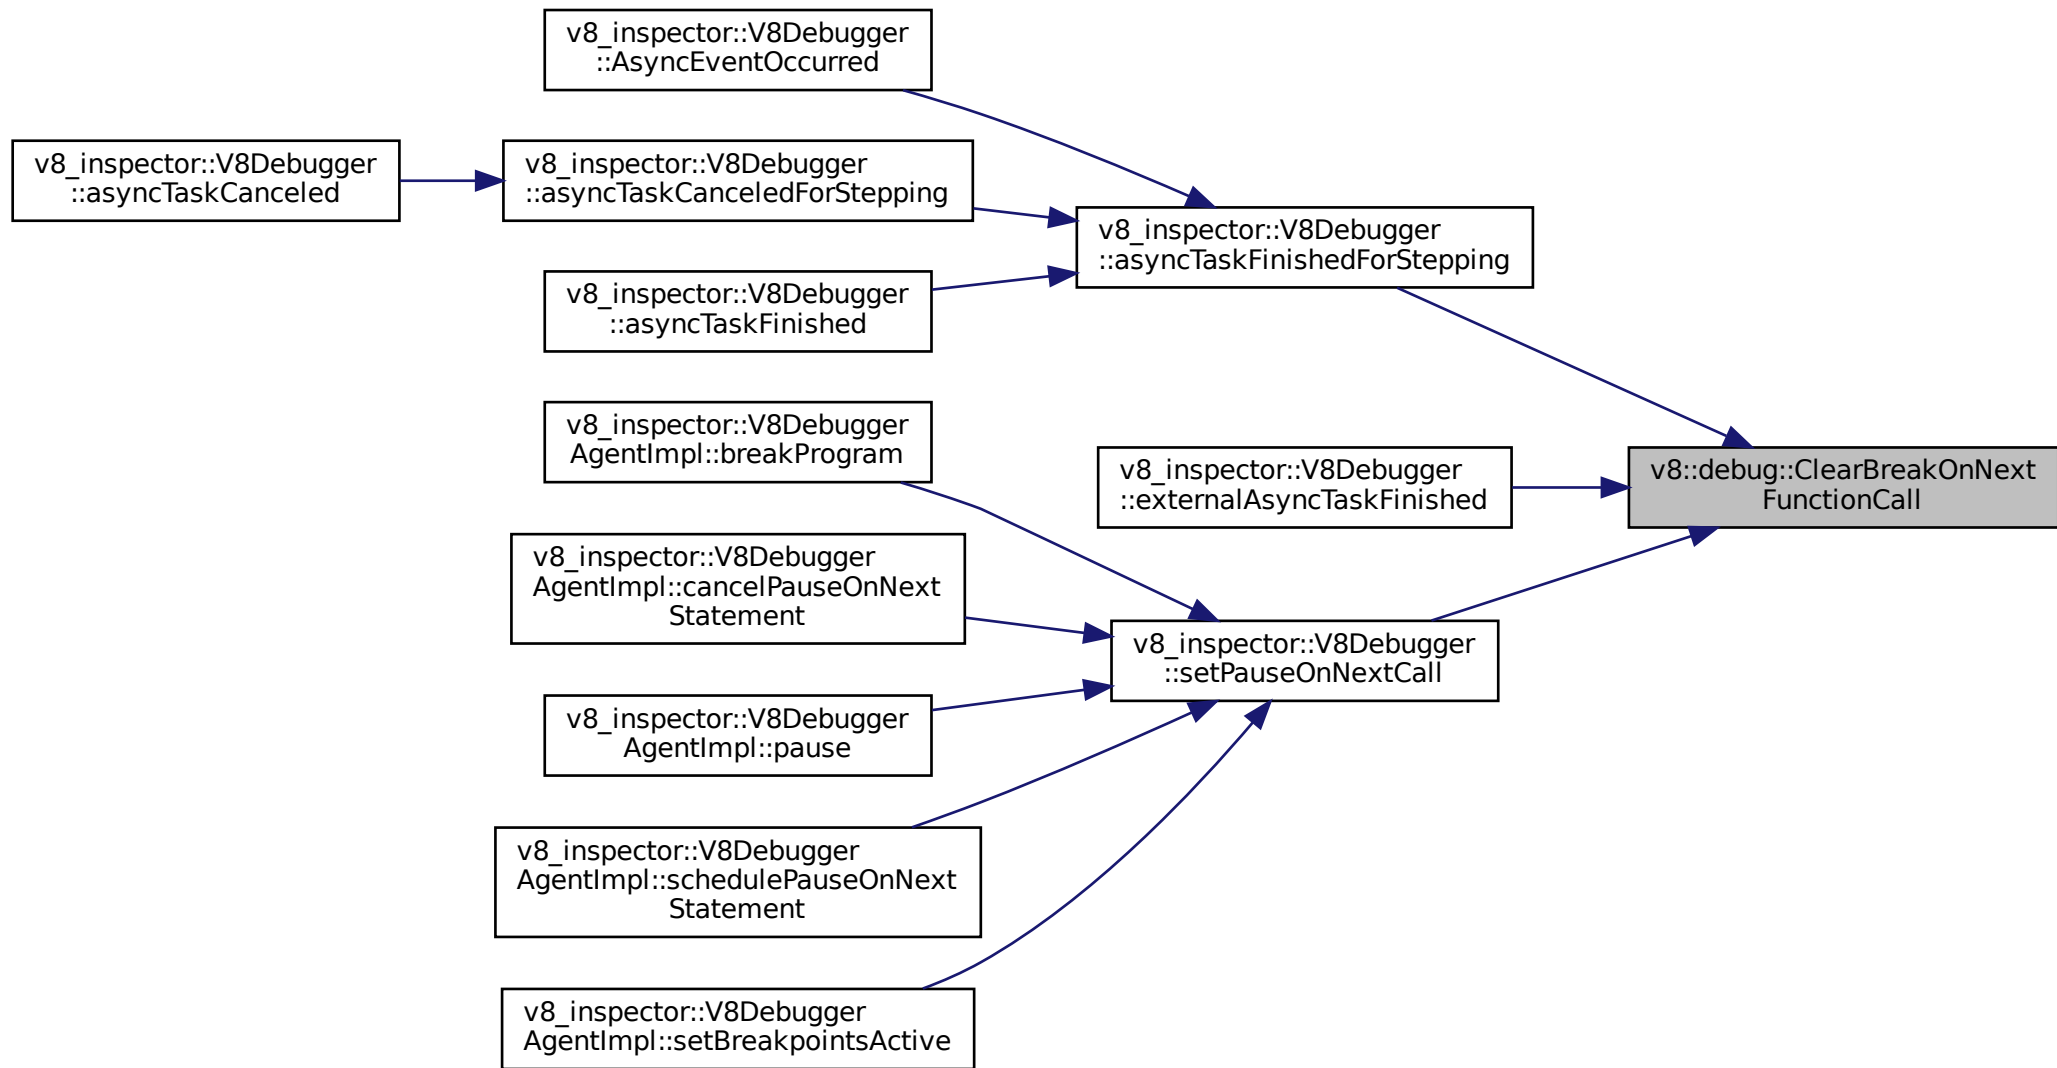 v8_inspector::V8Debugger
::AsyncEventOccurred
v8_inspector::V8Debugger
::asyncTaskCanceled
v8_inspector::V8Debugger
::asyncTaskCanceledForStepping
v8_inspector::V8Debugger
::asyncTaskFinishedForStepping
v8_inspector::V8Debugger
::asyncTaskFinished
v8_inspector::V8Debugger
AgentImpl::breakProgram
v8_inspector::V8Debugger
::externalAsyncTaskFinished
v8::debug::ClearBreakOnNext
FunctionCall
v8_inspector::V8Debugger
AgentImpl::cancelPauseOnNext
Statement
v8_inspector::V8Debugger
::setPauseOnNextCall
v8_inspector::V8Debugger
AgentImpl::pause
v8_inspector::V8Debugger
AgentImpl::schedulePauseOnNext
Statement
v8_inspector::V8Debugger
AgentImpl::setBreakpointsActive